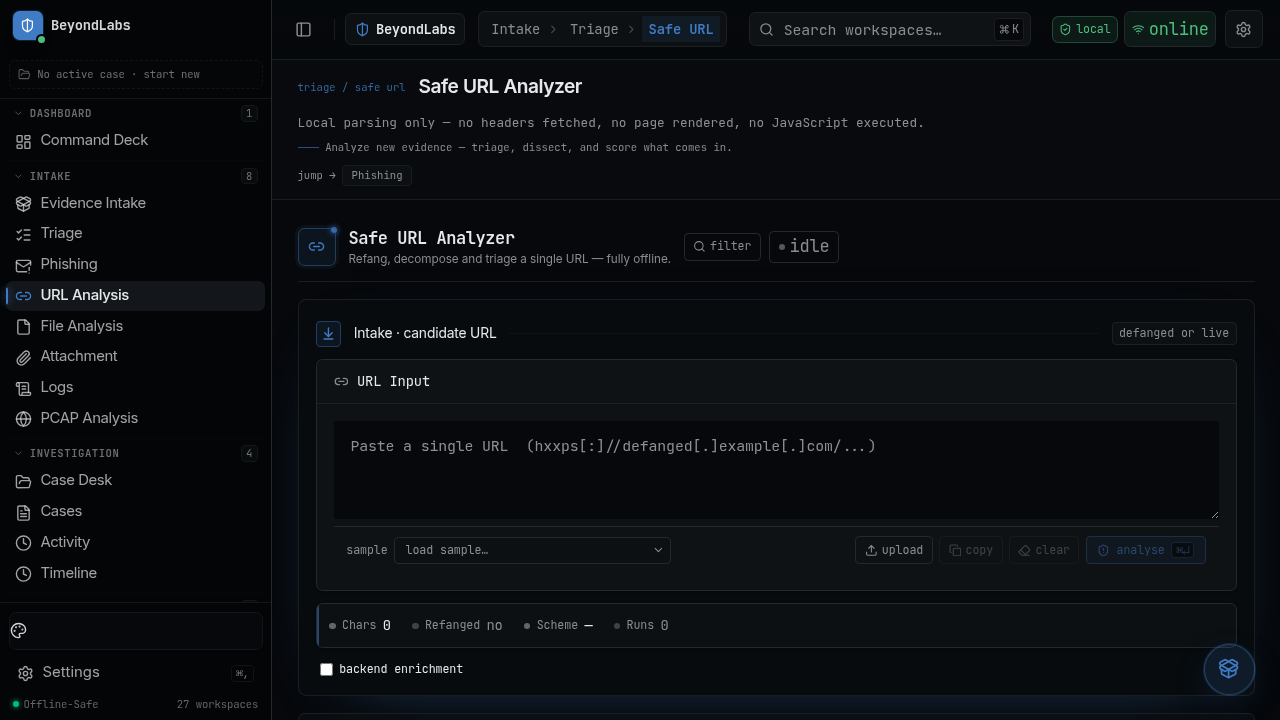 BeyondLabs
No active case · start new
DASHBOARD 1
Command Deck
INTAKE 8
Evidence Intake
Triage
Phishing
URL Analysis
File Analysis
Attachment
Logs
PCAP Analysis
INVESTIGATION 4
Case Desk
Cases
Activity
Timeline
Settings ⌘,
Offline-Safe 27 workspaces
BeyondLabs Intake > Triage > Safe URL Search workspaces… ⌘K local online
triage / safe url Safe URL Analyzer
Local parsing only — no headers fetched, no page rendered, no JavaScript executed.
Analyze new evidence — triage, dissect, and score what comes in.
jump → Phishing
Safe URL Analyzer
Refang, decompose and triage a single URL — fully offline.
filter idle
Intake · candidate URL defanged or live
URL Input
Paste a single URL (hxxps[:]//defanged[.]example[.]com/...)
sample load sample… upload copy clear analyse ⌘↵
Chars 0 Refanged no Scheme — Runs 0
backend enrichment